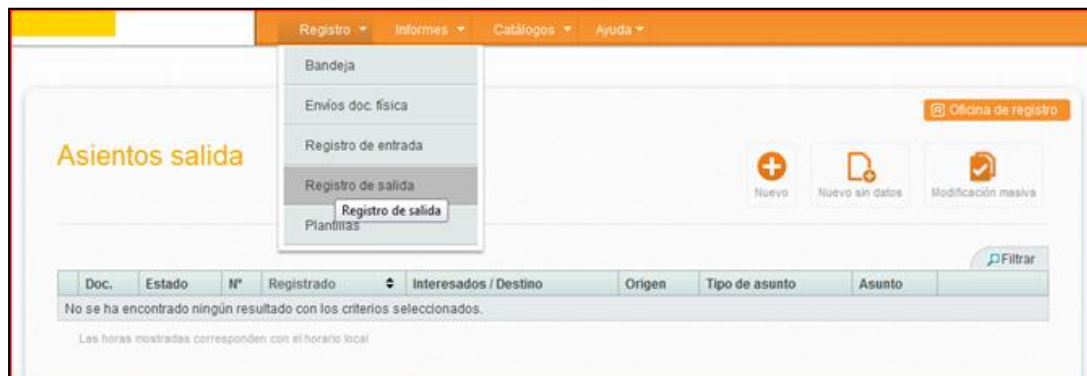 Registro Informes Catálogos Ayuda
Bandeja
Envíos doc. física
Registro de entrada
Registro de salida
Registro de salida
Plantillas
Oficina de registro
Asientos salida
Nuevo Nuevo sin datos Modificación masiva
Filtrar
Doc. Estado Nº Registrado Interesados / Destino Origen Tipo de asunto Asunto
No se ha encontrado ningún resultado con los criterios seleccionados.
Las horas mostradas corresponden con el horario local